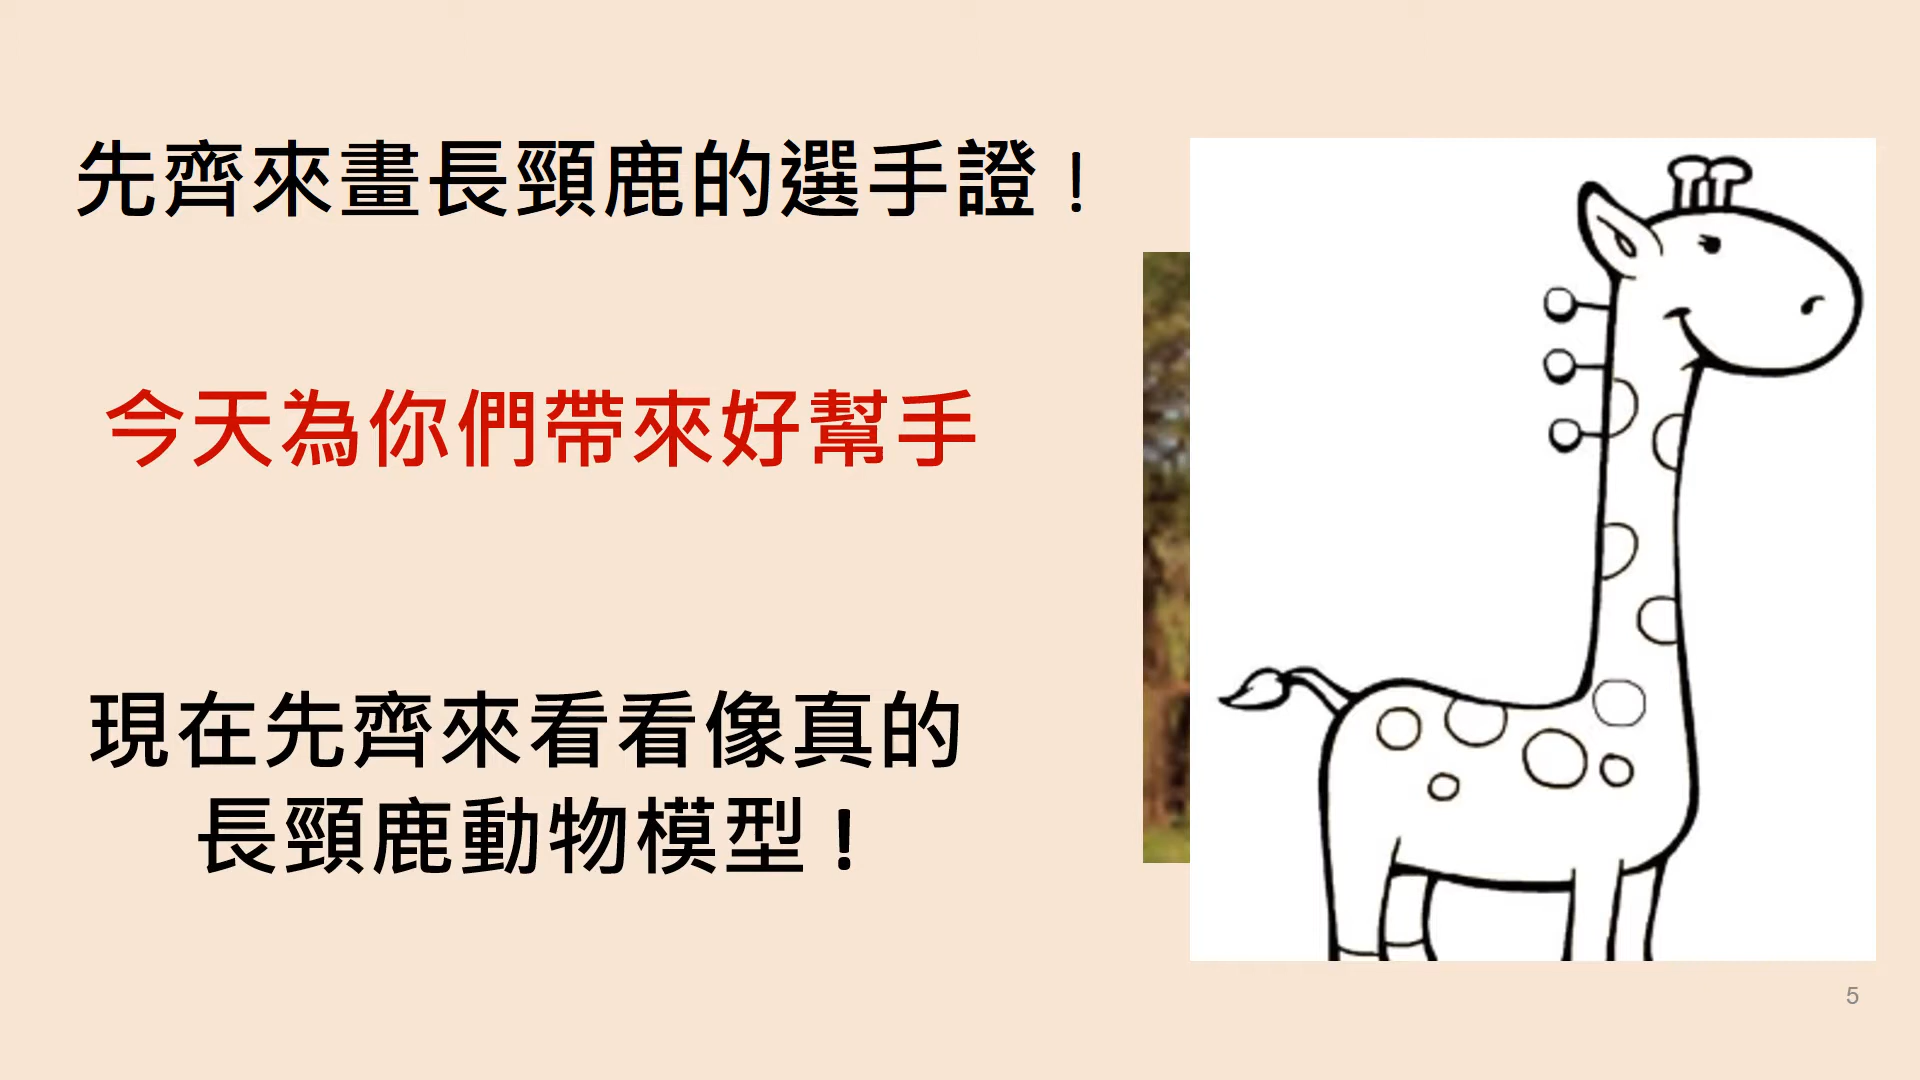 先齊來畫長頸鹿的選手證！
今天為你們帶來好幫手
現在先齊來看看像真的
長頸鹿動物模型！
5